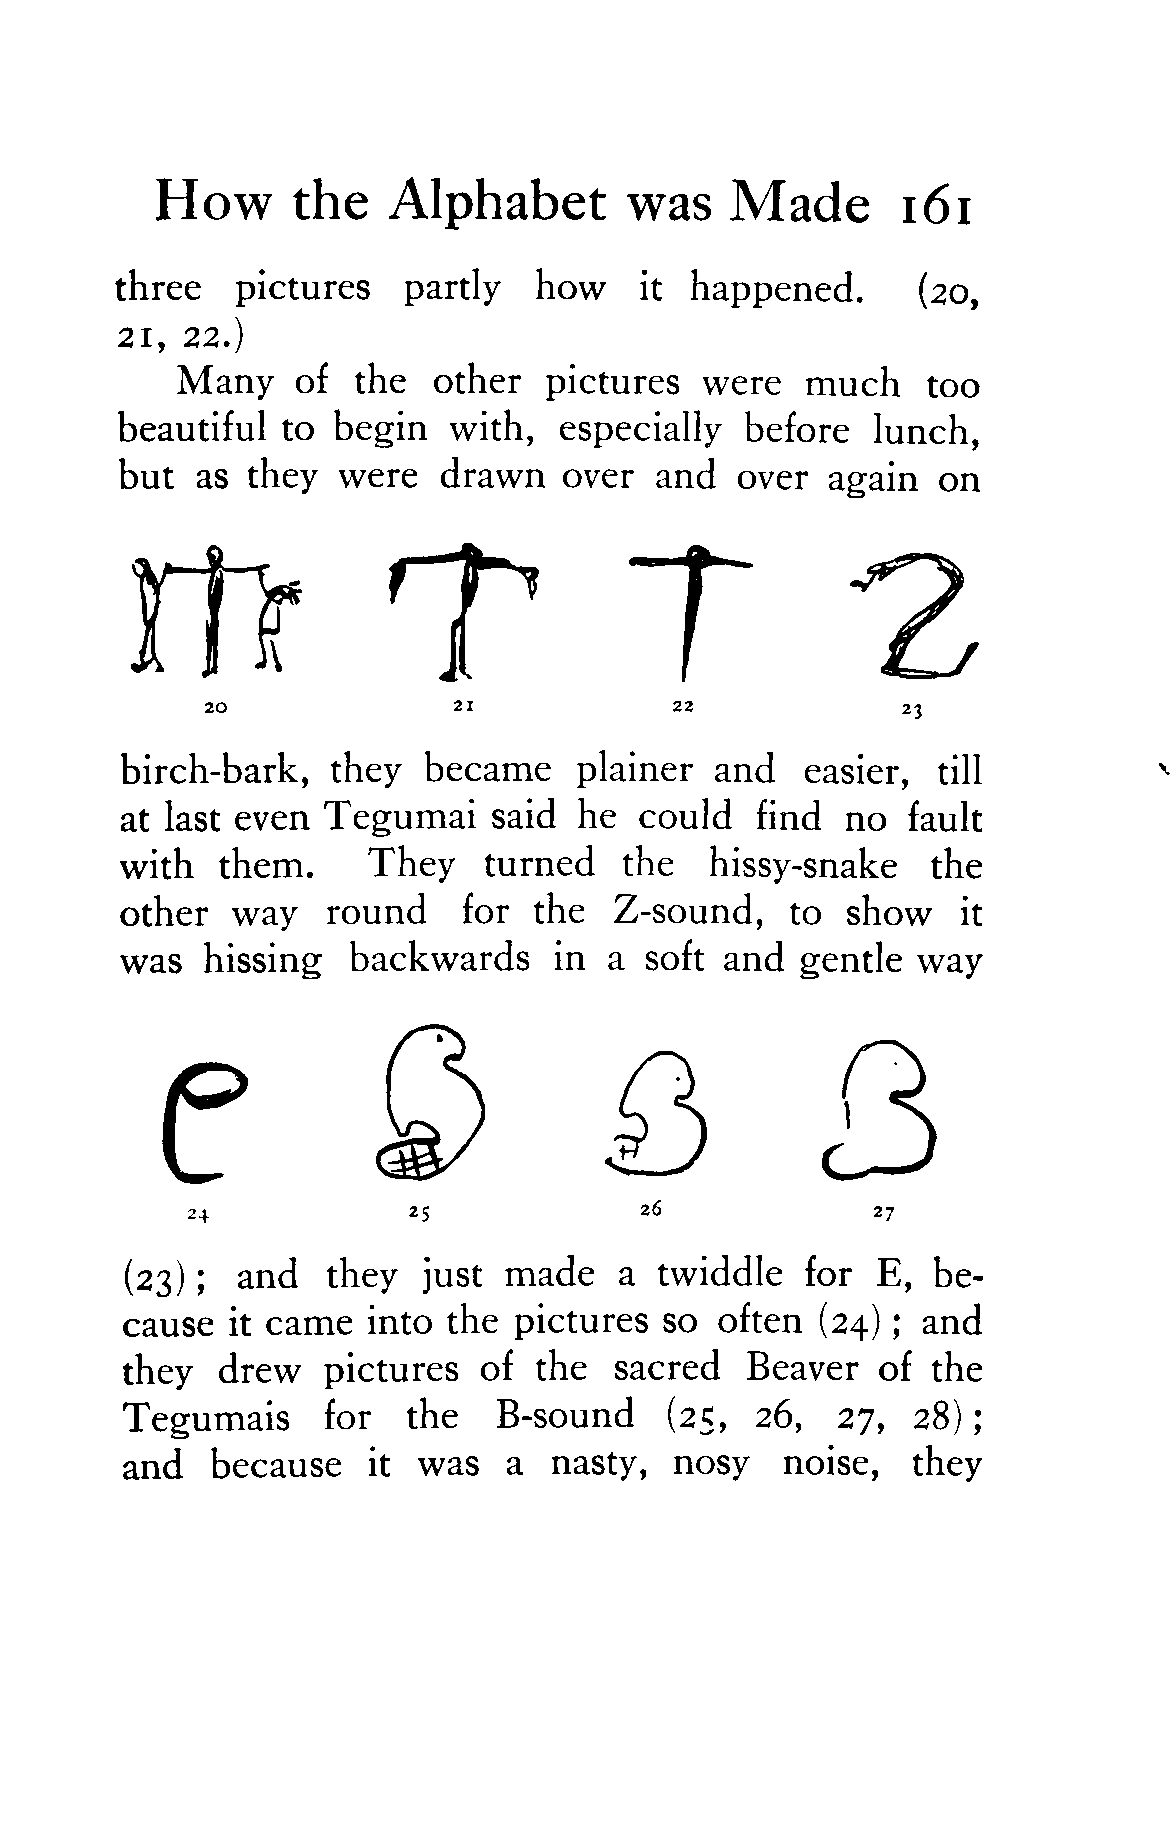 How the Alphabet was Made 161
three pictures partly how it happened. (20,
21, 22.)
Many of the other pictures were much too
beautiful to begin with, especially before lunch,
but as they were drawn over and over again on
20 21 22 23
birch-bark, they became plainer and easier, till
at last even Tegumai said he could find no fault
with them. They turned the hissy-snake the
other way round for the Z-sound, to show it
was hissing backwards in a soft and gentle way
24 25 26 27
(23); and they just made a twiddle for E, be-
cause it came into the pictures so often (24); and
they drew pictures of the sacred Beaver of the
Tegumais for the B-sound (25, 26, 27, 28);
and because it was a nasty, nosy noise, they